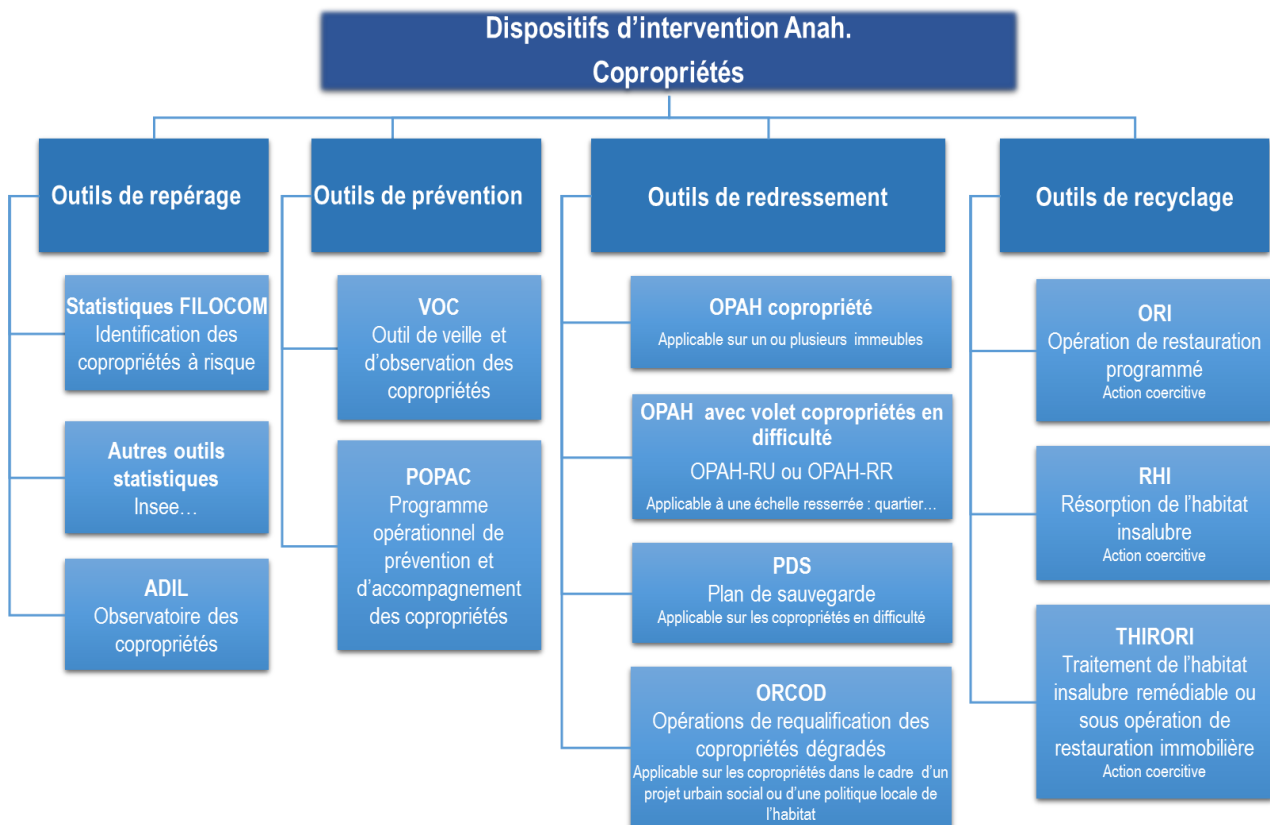 Dispositifs d'intervention Anah.
Copropriétés
Outils de repérage
Statistiques FILOCOM
Identification des
copropriétés à risque
Autres outils
statistiques
Insee…
ADIL
Observatoire des
copropriétés
Outils de prévention
VOC
Outil de veille et
d'observation des
copropriétés
POPAC
Programme
opérationnel de
prévention et
d'accompagnement
des copropriétés
Outils de redressement
OPAH copropriété
Applicable sur un ou plusieurs immeubles
OPAH avec volet copropriétés en
difficulté
OPAH-RU ou OPAH-RR
Applicable à une échelle resserrée : quartier…
PDS
Plan de sauvegarde
Applicable sur les copropriétés en difficulté
ORCOD
Opérations de requalification des
copropriétés dégradés
Applicable sur les copropriétés dans le cadre d'un
projet urbain social ou d'une politique locale de
l'habitat
Outils de recyclage
ORI
Opération de restauration
programmé
Action coercitive
RHI
Résorption de l'habitat
insalubre
Action coercitive
THIRORI
Traitement de l'habitat
insalubre remédiable ou
sous opération de
restauration immobilière
Action coercitive